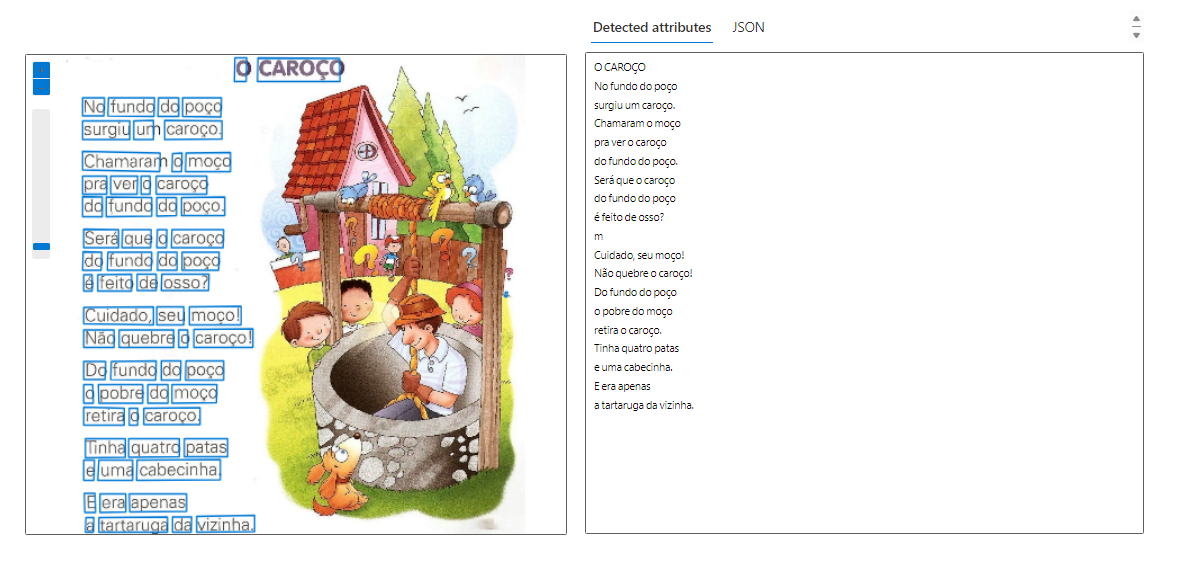 Detected attributes
JSON
O CAROÇO
No fundo do poço
surgiu um caroço.
Chamaram o moço
pra ver o caroço
do fundo do poço.
Será que o caroço
do fundo do poço
é feito de osso?
Cuidado, seu moço!
Não quebre o caroço!
Do fundo do poço
o pobre do moço
retira o caroço.
Tinha quatro patas
e uma cabecinha.
E era apenas
a tartaruga da vizinha.
? ? ? ? ?
O CAROÇO
No fundo do poço
surgiu um caroço.
Chamaram o moço
pra ver o caroço
do fundo do poço.
Será que o caroço
do fundo do poço
é feito de osso?
m
Cuidado, seu moço!
Não quebre o caroço!
Do fundo do poço
o pobre do moço
retira o caroço.
Tinha quatro patas
e uma cabecinha.
E era apenas
a tartaruga da vizinha.